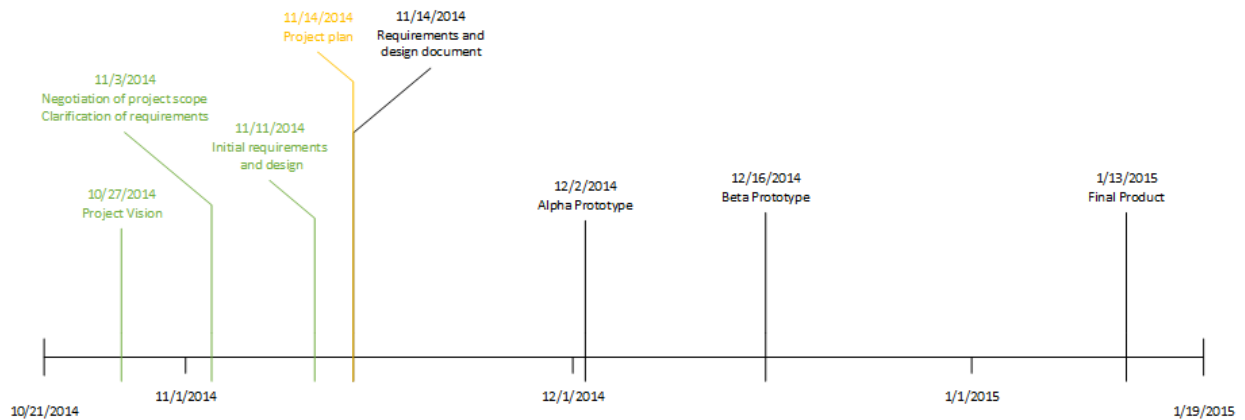 11/14/2014
Project plan
11/14/2014
Requirements and
design document
11/3/2014
Negotiation of project scope
Clarification of requirements
11/11/2014
Initial requirements
and design
10/27/2014
Project Vision
12/2/2014
Alpha Prototype
12/16/2014
Beta Prototype
1/13/2015
Final Product
10/21/2014
11/1/2014
12/1/2014
1/1/2015
1/19/2015